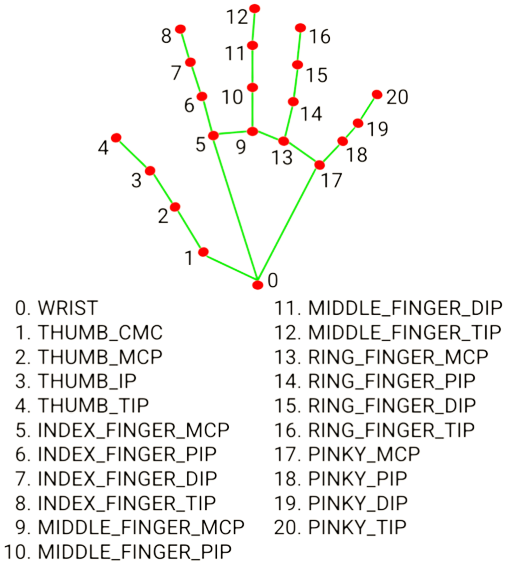 12
8
16
11
7
15
10
20
6
14
19
5
9
13
18
4
17
3
2
1
0
0. WRIST
1. THUMB_CMC
2. THUMB_MCP
3. THUMB_IP
4. THUMB_TIP
5. INDEX_FINGER_MCP
6. INDEX_FINGER_PIP
7. INDEX_FINGER_DIP
8. INDEX_FINGER_TIP
9. MIDDLE_FINGER_MCP
10. MIDDLE_FINGER_PIP
11. MIDDLE_FINGER_DIP
12. MIDDLE_FINGER_TIP
13. RING_FINGER_MCP
14. RING_FINGER_PIP
15. RING_FINGER_DIP
16. RING_FINGER_TIP
17. PINKY_MCP
18. PINKY_PIP
19. PINKY_DIP
20. PINKY_TIP